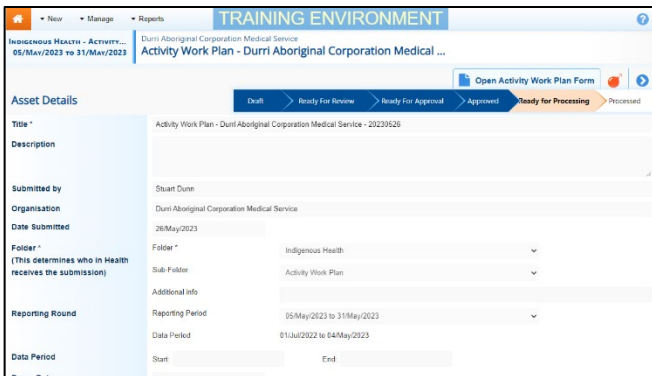 New
Manage
Reports
TRAINING ENVIRONMENT
?
INDIGENOUS HEALTH - ACTIVITY...
05/MAY/2023 TO 31/MAY/2023
Durri Aboriginal Corporation Medical Service
Activity Work Plan - Durri Aboriginal Corporation Medical ...
Open Activity Work Plan Form
Asset Details
Draft
Ready For Review
Ready For Approval
Approved
Ready for Processing
Processed
Title *
Activity Work Plan - Durri Aboriginal Corporation Medical Service - 20230526
Description
Submitted by
Stuart Dunn
Organisation
Durri Aboriginal Corporation Medical Service
Date Submitted
26/May/2023
Folder *
(This determines who in Health
receives the submission)
Folder *
Indigenous Health
Sub-Folder
Activity Work Plan
Additional info
Reporting Round
Reporting Period
05/May/2023 to 31/May/2023
Data Period
01/Jul/2022 to 04/May/2023
Data Period
Start:
End: